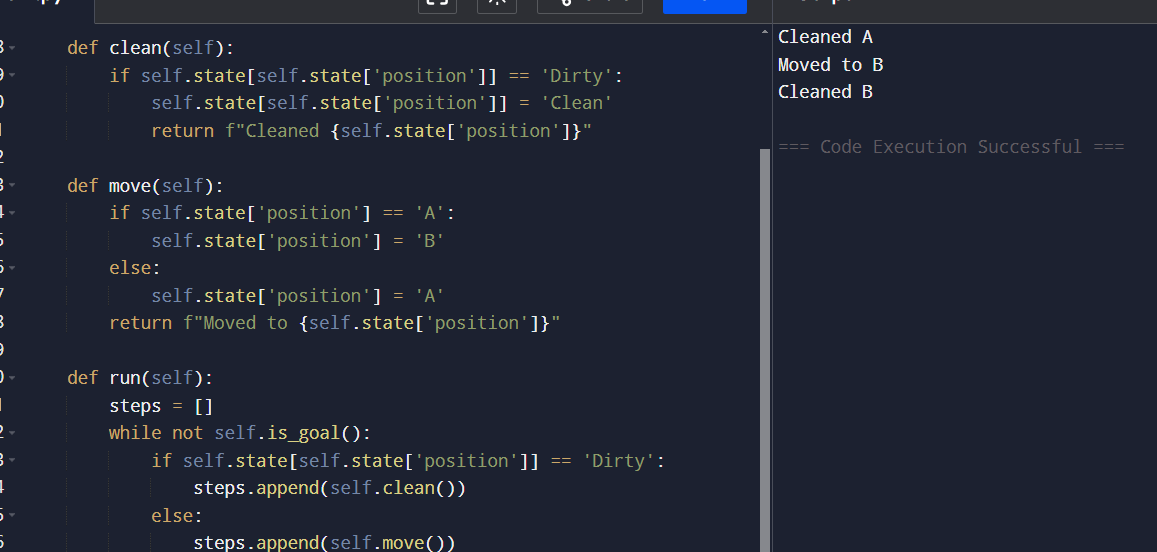 def clean(self):
if self.state[self.state['position']] == 'Dirty':
self.state[self.state['position']] = 'Clean'
return f"Cleaned {self.state['position']}"
def move(self):
if self.state['position'] == 'A':
self.state['position'] = 'B'
else:
self.state['position'] = 'A'
return f"Moved to {self.state['position']}"
def run(self):
steps = []
while not self.is_goal():
if self.state[self.state['position']] == 'Dirty':
steps.append(self.clean())
else:
steps.append(self.move())
Cleaned A
Moved to B
Cleaned B
=== Code Execution Successful ===